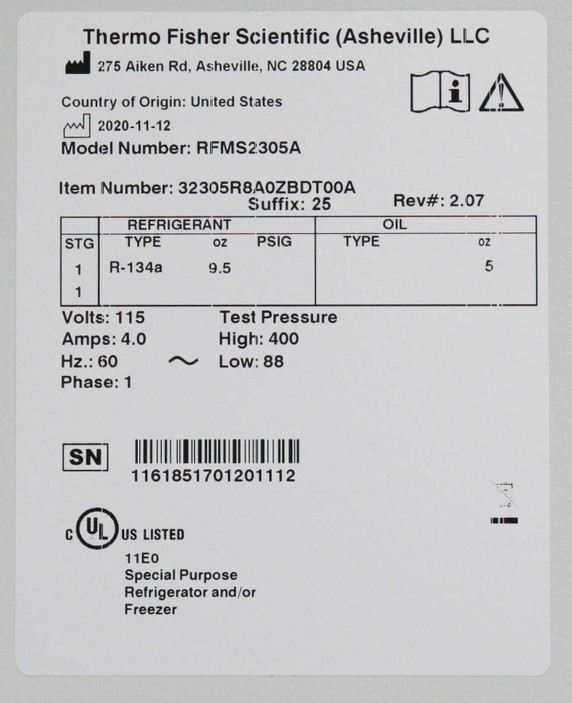 Thermo Fisher Scientific (Asheville) LLC
275 Aiken Rd, Asheville, NC 28804 USA
Country of Origin: United States
2020-11-12
Model Number: RFMS2305A
Item Number: 32305R8A0ZBDT00A
Suffix: 25 Rev#: 2.07
REFRIGERANT OIL
STG TYPE oz PSIG TYPE oz
1 R-134a 9.5 5
1
Volts: 115 Test Pressure
Amps: 4.0 High: 400
Hz.: 60 ~ Low: 88
Phase: 1
SN
1161851701201112
C UL US LISTED
11E0
Special Purpose
Refrigerator and/or
Freezer